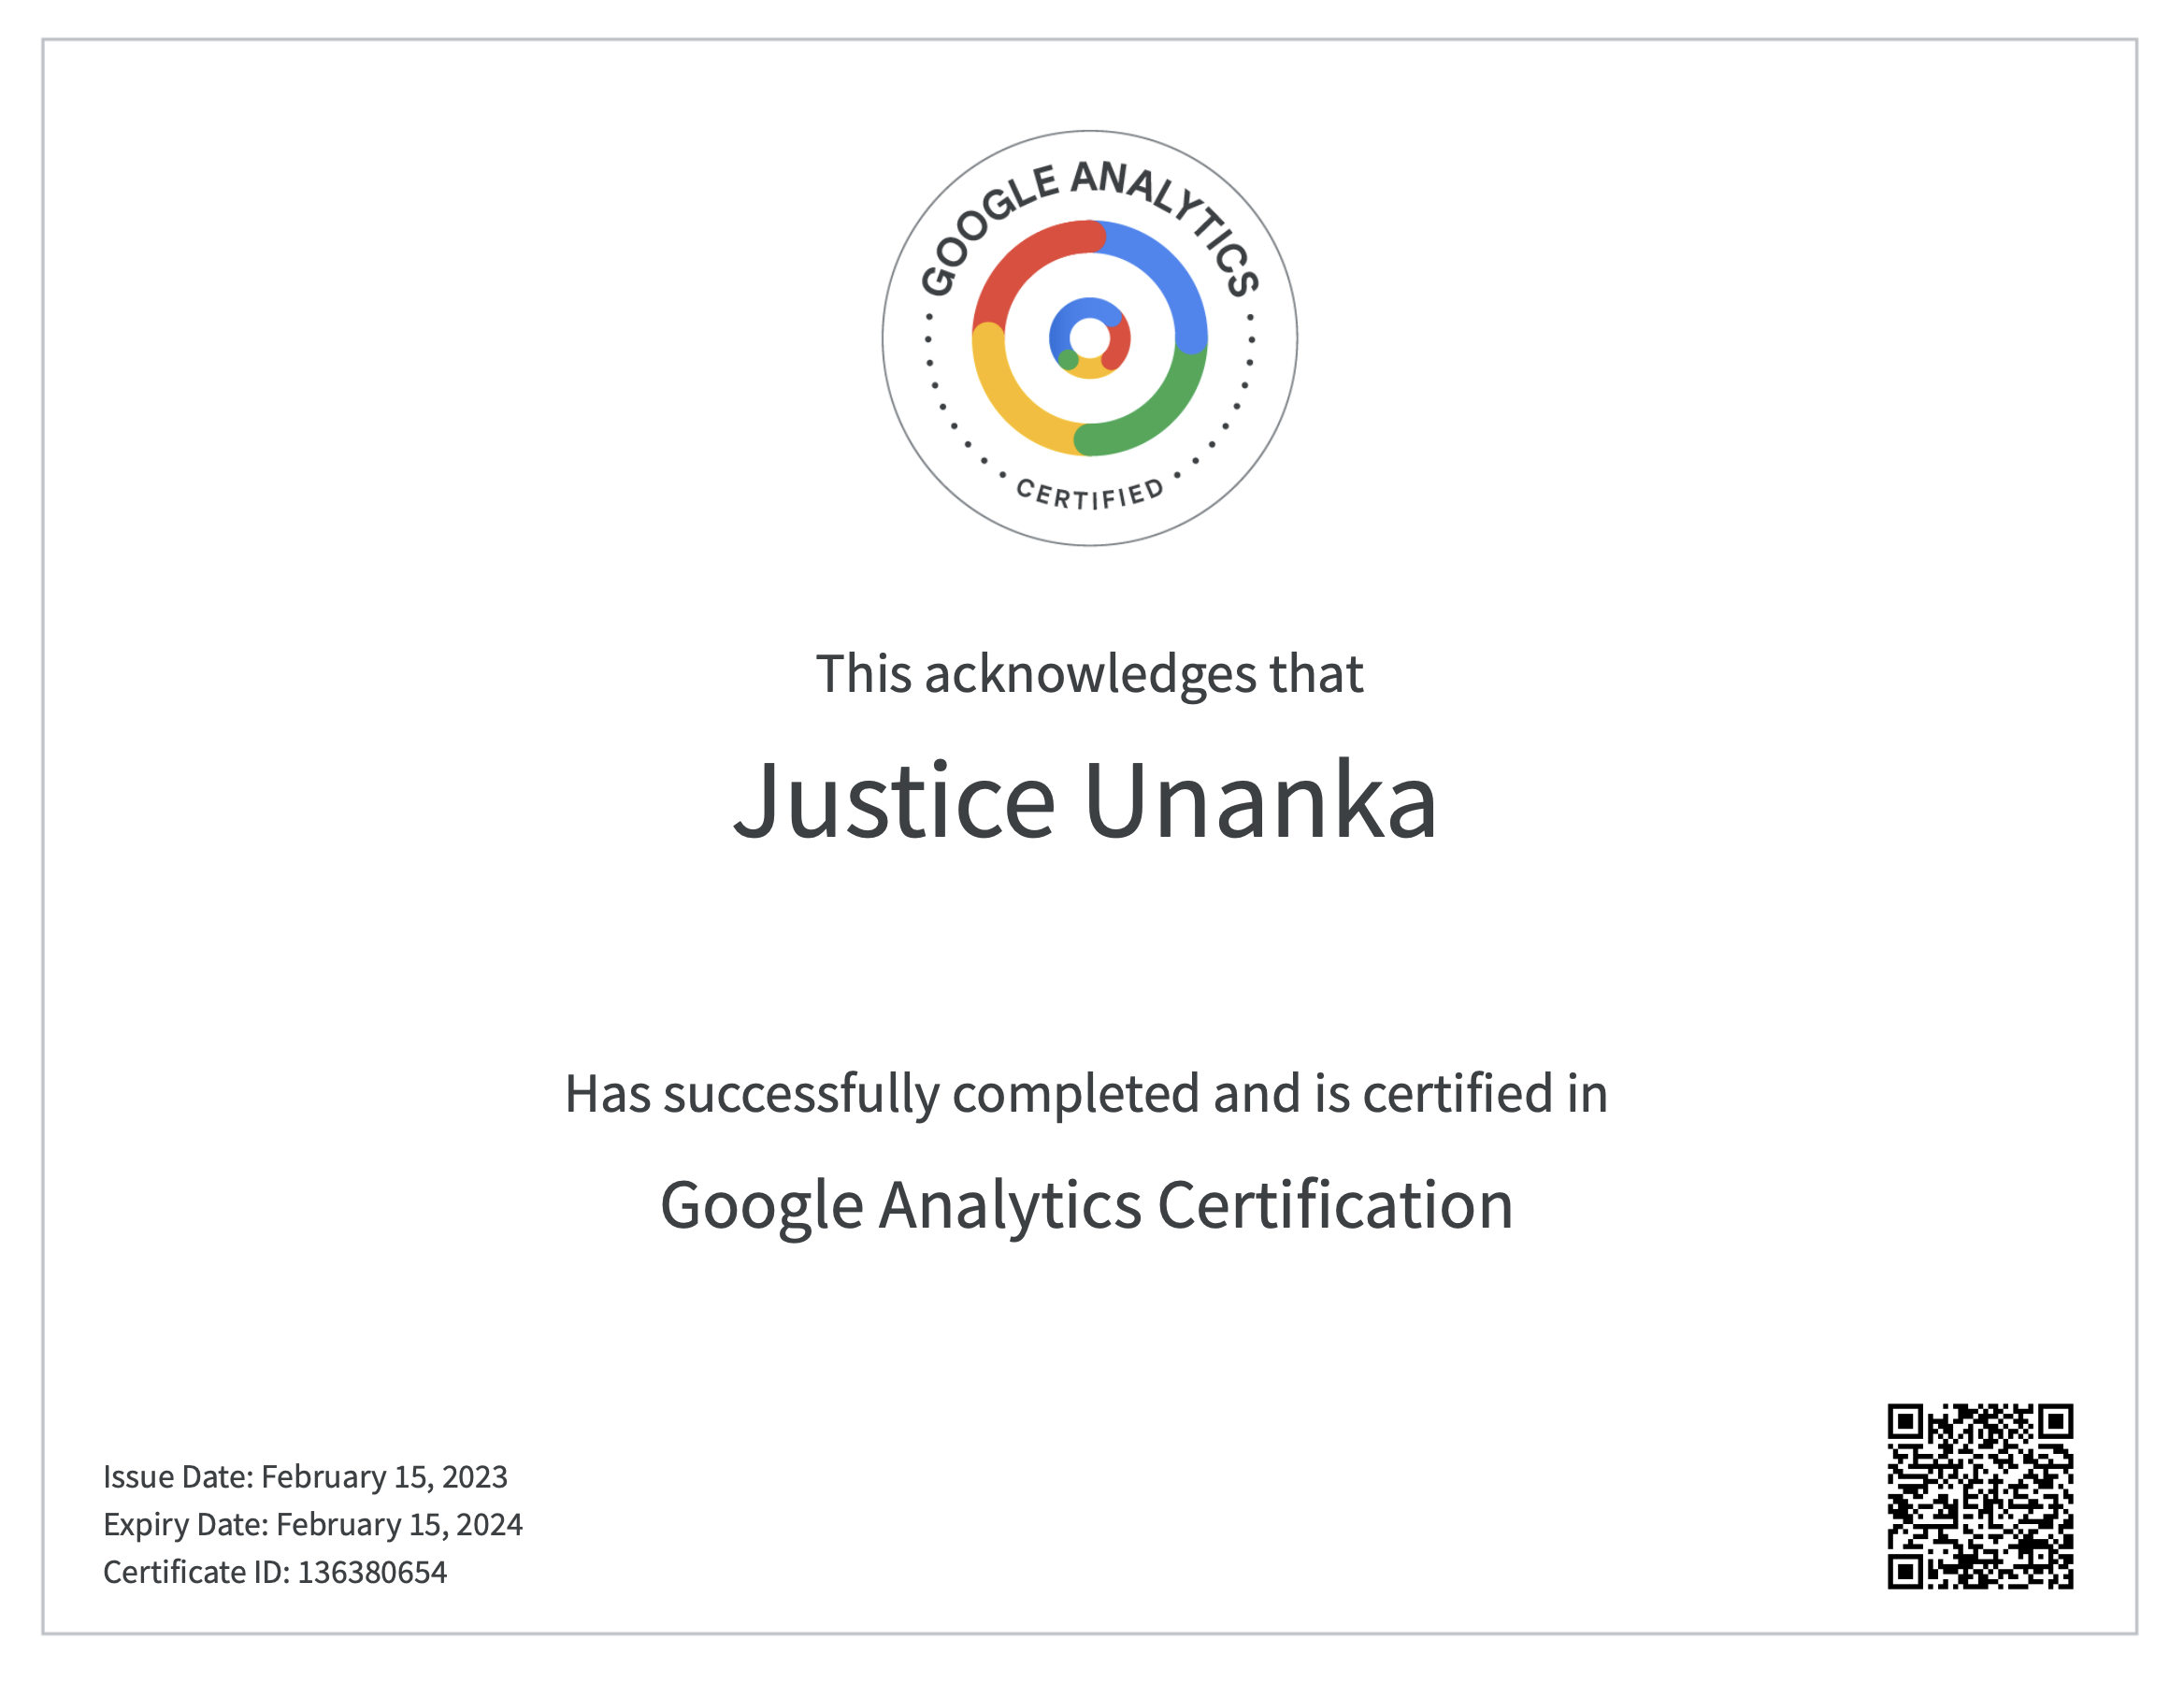 GOOGLE ANALYTICS
CERTIFIED
This acknowledges that
Justice Unanka
Has successfully completed and is certified in
Google Analytics Certification
Issue Date: February 15, 2023
Expiry Date: February 15, 2024
Certificate ID: 136380654